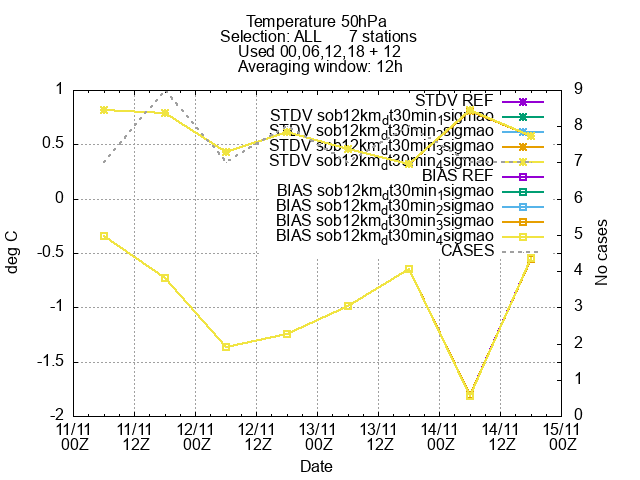 Temperature 50hPa
Selection: ALL 7 stations
Used 00,06,12,18 + 12
Averaging window: 12h
STDV REF
STDV sob12km_dt30min_1sigmao
STDV sob12km_dt30min_2sigmao
STDV sob12km_dt30min_3sigmao
STDV sob12km_dt30min_4sigmao
BIAS REF
BIAS sob12km_dt30min_1sigmao
BIAS sob12km_dt30min_2sigmao
BIAS sob12km_dt30min_3sigmao
BIAS sob12km_dt30min_4sigmao
CASES
1
0.5
0
-0.5
-1
-1.5
-2
deg C
9
8
7
6
5
4
3
2
1
0
No cases
11/11 11/11 12/11 12/11 13/11 13/11 14/11 14/11 15/11
00Z 12Z 00Z 12Z 00Z 12Z 00Z 12Z 00Z
Date